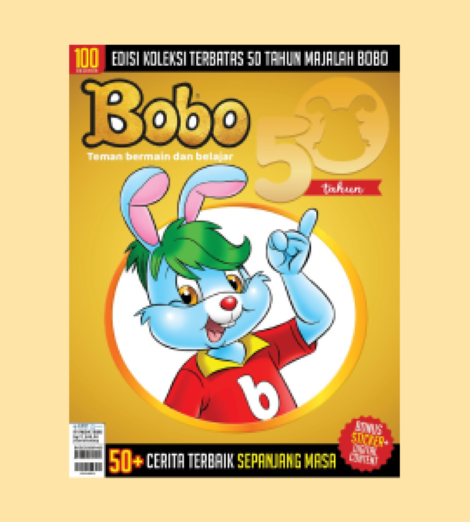 100
EDISI KOLEKSI TERBATAS 50 TAHUN MAJALAH BOBO
Bobo
Teman bermain dan belajar
50
tahun
b
50+ CERITA TERBAIK SEPANJANG MASA
BONUS
STICKER+
DIGITAL
CONTENT